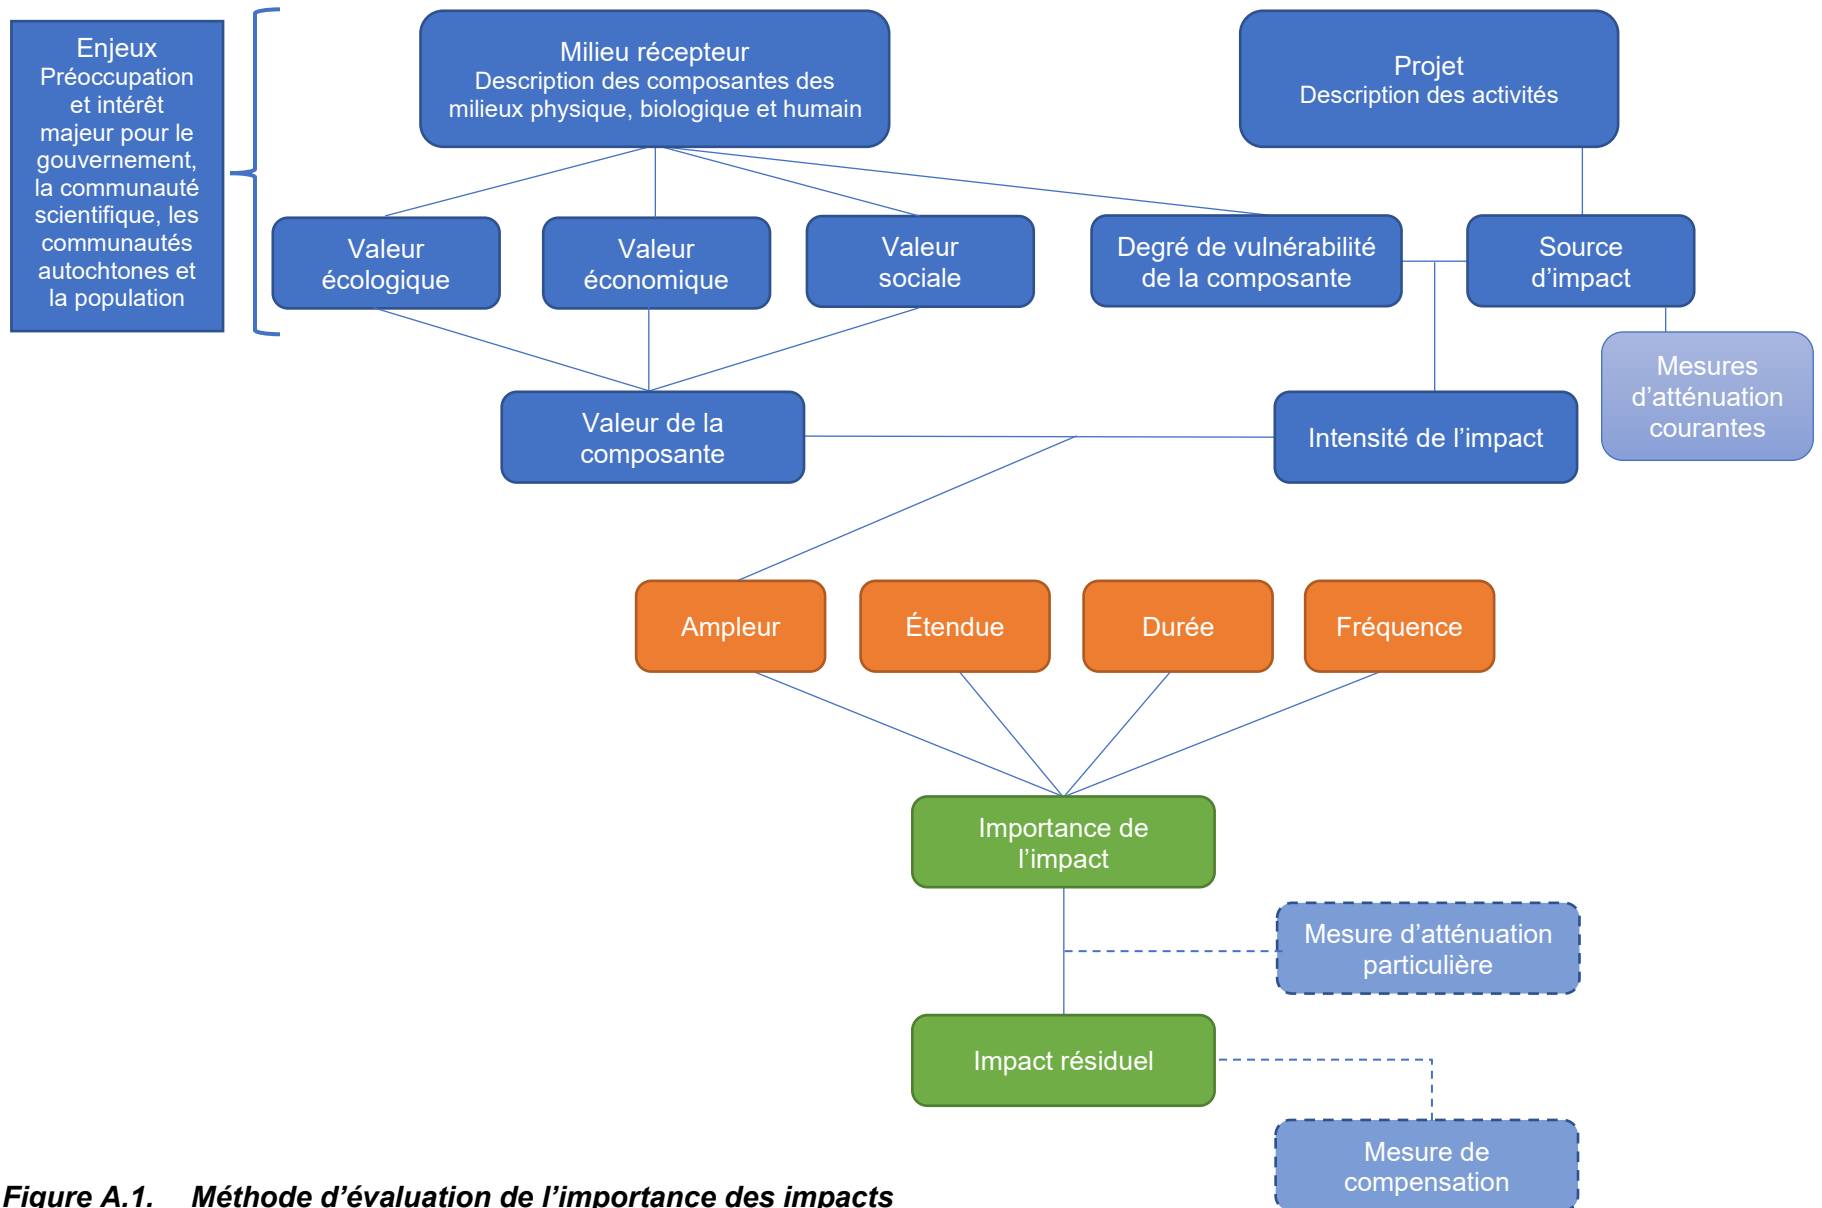 Enjeux
Préoccupation
et intérêt
majeur pour le
gouvernement,
la communauté
scientifique, les
communautés
autochtones et
la population
Milieu récepteur
Description des composantes des
milieux physique, biologique et humain
Projet
Description des activités
Valeur
écologique
Valeur
économique
Valeur
sociale
Degré de vulnérabilité
de la composante
Source
d’impact
Mesures
d’atténuation
courantes
Valeur de la
composante
Intensité de l’impact
Ampleur
Étendue
Durée
Fréquence
Importance de
l’impact
Mesure d’atténuation
particulière
Impact résiduel
Mesure de
compensation
Figure A.1. Méthode d’évaluation de l’importance des impacts